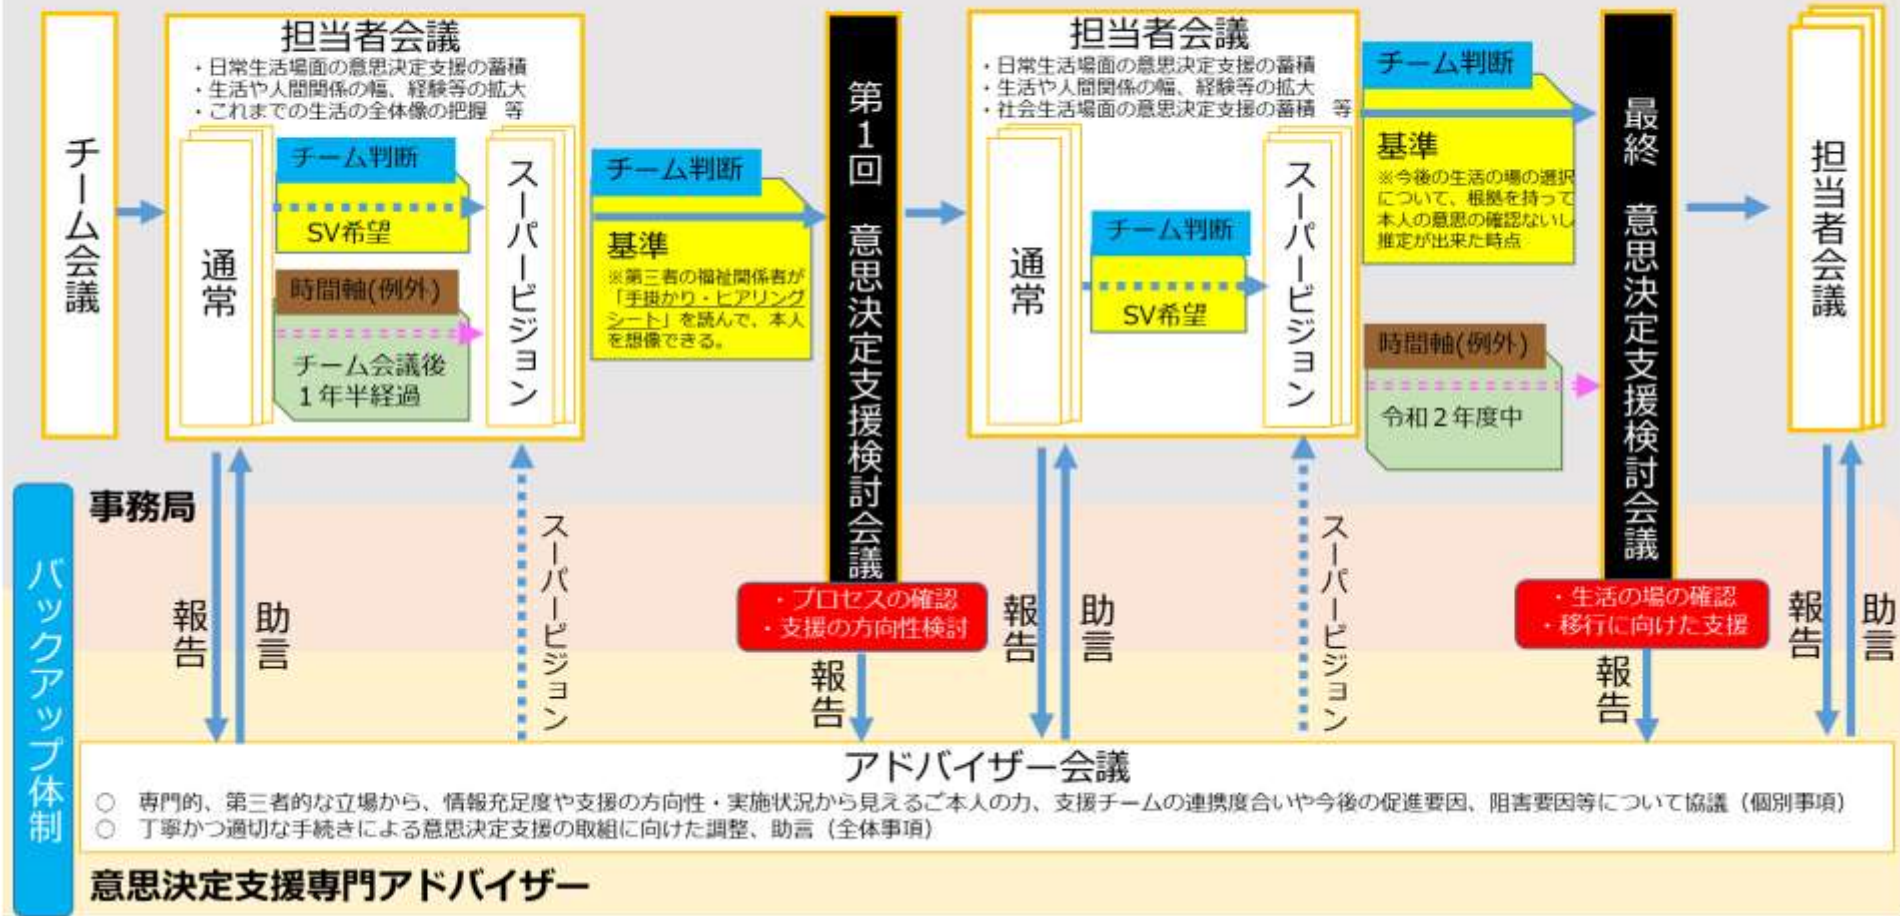 チーム会議
担当者会議
・日常生活場面の意思決定支援の蓄積
・生活や人間関係の幅、経験等の拡大
・これまでの生活の全体像の把握　等
通常
チーム判断
SV希望
時間軸(例外)
チーム会議後
１年半経過
スーパービジョン
チーム判断
基準
※第三者の福祉関係者が
「手掛かり・ヒアリング
シート」を読んで、本人
を想像できる。
第１回　意思決定支援検討会議
・プロセスの確認
・支援の方向性検討
担当者会議
・日常生活場面の意思決定支援の蓄積
・生活や人間関係の幅、経験等の拡大
・社会生活場面の意思決定支援の蓄積　等
通常
チーム判断
SV希望
スーパービジョン
チーム判断
基準
※今後の生活の場の選択
について、根拠を持って
本人の意思の確認ないし
推定が出来た時点
時間軸(例外)
令和２年度中
最終　意思決定支援検討会議
・生活の場の確認
・移行に向けた支援
担当者会議
バックアップ体制
事務局
報告
助言
スーパービジョン
報告
報告
助言
スーパービジョン
報告
報告
助言
アドバイザー会議
○　専門的、第三者的な立場から、情報充足度や支援の方向性・実施状況から見えるご本人の力、支援チームの連携度合いや今後の促進要因、阻害要因等について協議（個別事項）
○　丁寧かつ適切な手続きによる意思決定支援の取組に向けた調整、助言（全体事項）
意思決定支援専門アドバイザー